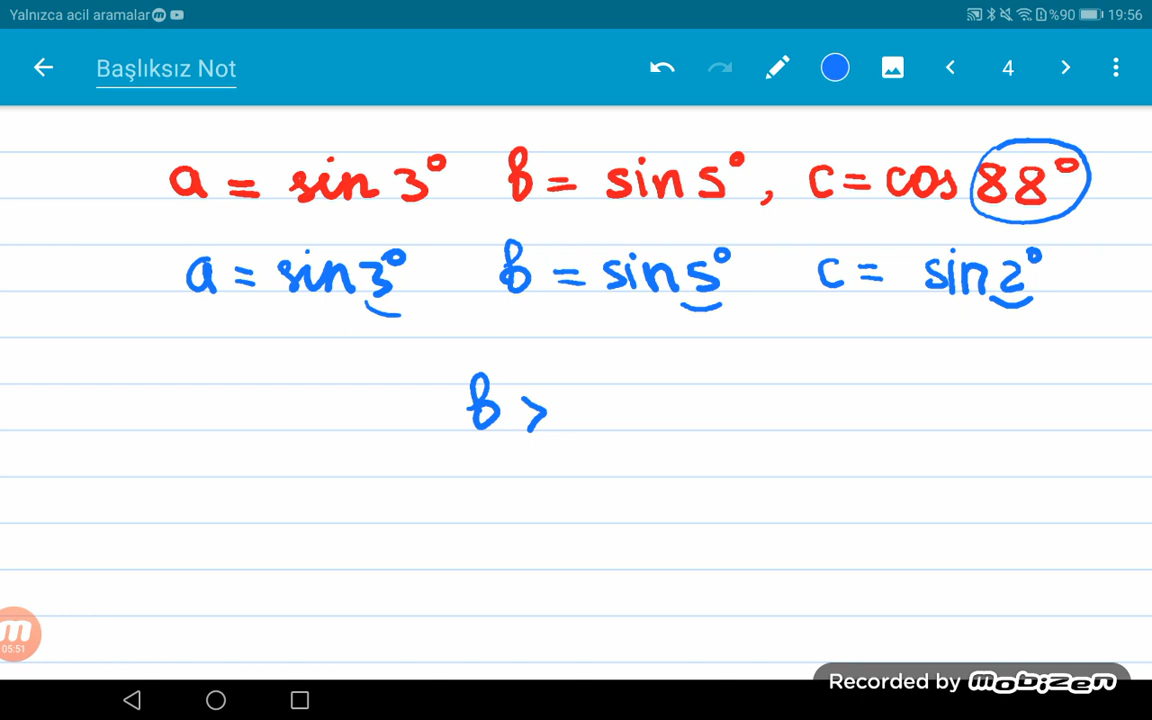 Yalnızca acil aramalar %90 19:56
Başlıksız Not 4
a = sin 3° b = sin 5° , c = cos 88°
a = sin 3° b = sin 5° c = sin 2°
b >
05:51
Recorded by mobizen